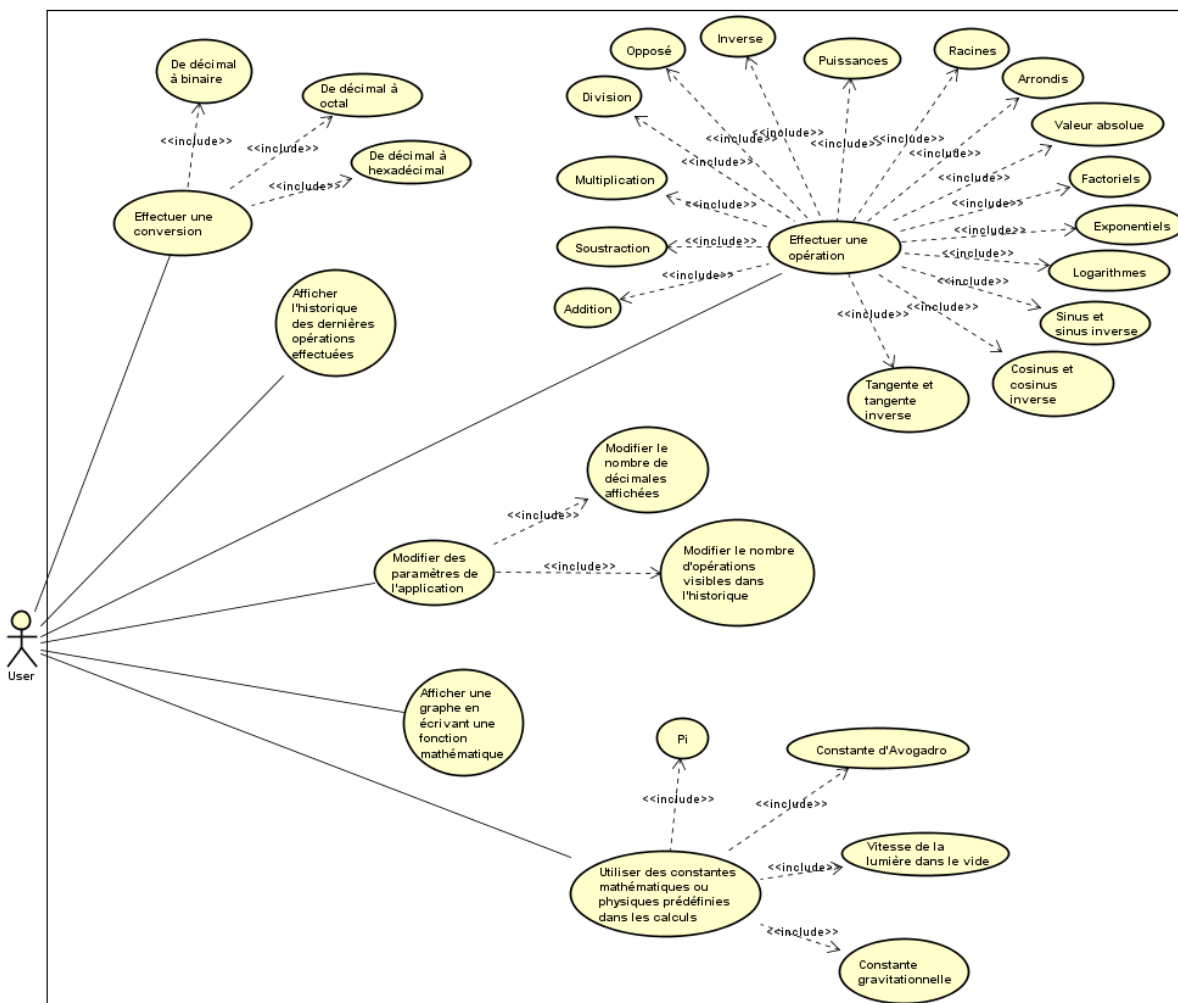 De décimal
à binaire
De décimal à
octal
<<include>>
<<include>>
De décimal à
hexadécimal
<<include>>
Effectuer une
conversion
Inverse
Opposé
Racines
Puissances
Arrondis
Division
Valeur absolue
<<include>>
<<include>>
<<include>>
<<include>>
<<include>>
<<include>>
<<include>>
Multiplication
Factoriels
<<include>>
<<include>>
<<include>>
Exponentiels
<<include>>
Effectuer une
opération
Soustraction
<<include>>
<<include>>
Logarithmes
<<include>>
<<include>>
Addition
<<include>>
<<include>>
Sinus et
sinus inverse
Cosinus et
cosinus
inverse
Tangente et
tangente
inverse
Afficher
l'historique
des dernières
opérations
effectuées
Modifier le
nombre de
décimales
affichées
<<include>>
Modifier des
paramètres de
l'application
<<include>>
Modifier le nombre
d'opérations
visibles dans
l'historique
User
Afficher une
graphe en
écrivant une
fonction
mathématique
Pi
Constante d'Avogadro
<<include>>
<<include>>
Vitesse de la
lumière dans le vide
<<include>>
Utiliser des constantes
mathématiques ou
physiques prédéfinies
dans les calculs
<<include>>
Constante
gravitationnelle